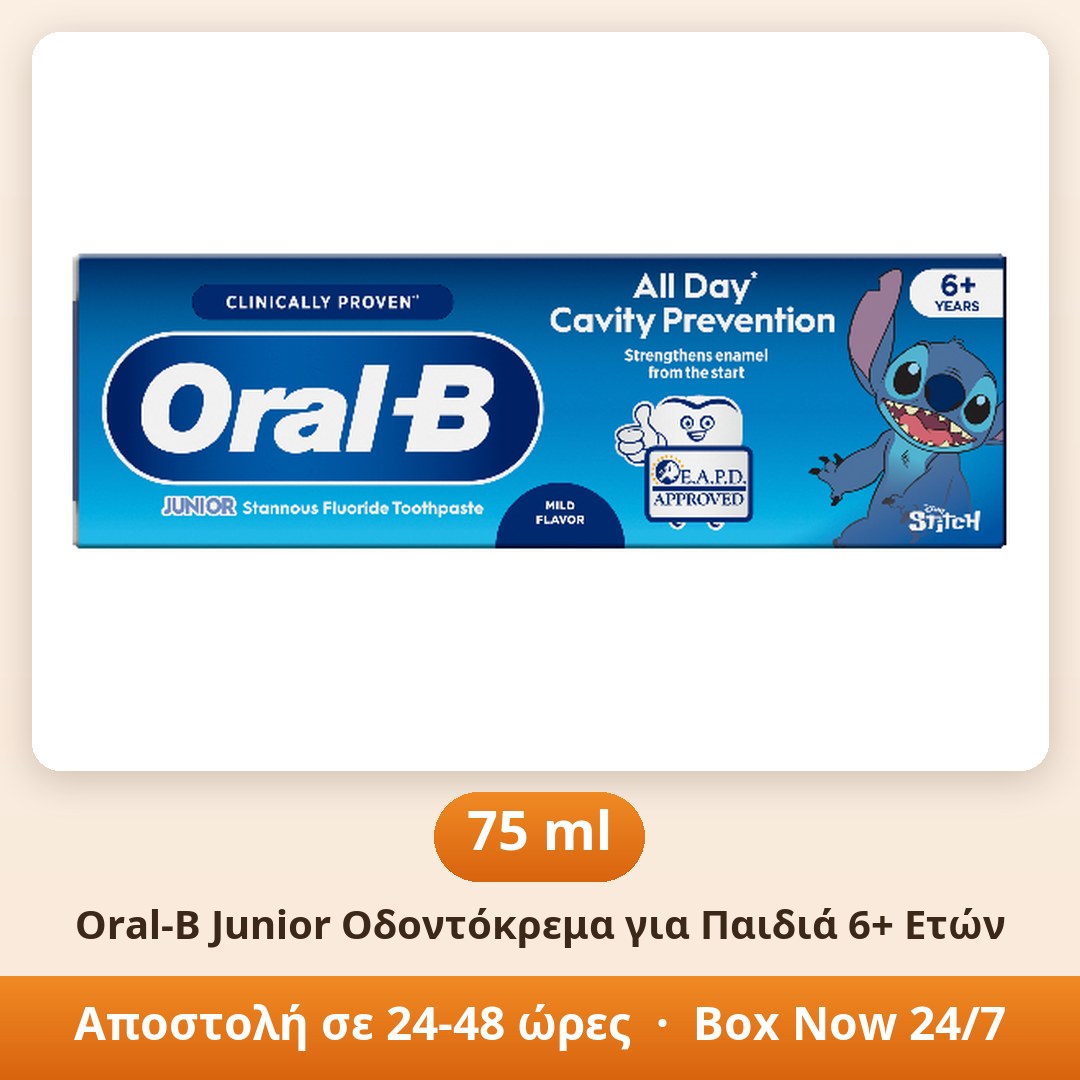 CLINICALLY PROVEN**
Oral-B
JUNIOR Stannous Fluoride Toothpaste
MILD
FLAVOR
All Day*
Cavity Prevention
Strengthens enamel
from the start
E.A.P.D.
APPROVED
6+
YEARS
Disney
STITCH
75 ml
Oral-B Junior Οδοντόκρεμα για Παιδιά 6+ Ετών
Αποστολή σε 24-48 ώρες · Box Now 24/7